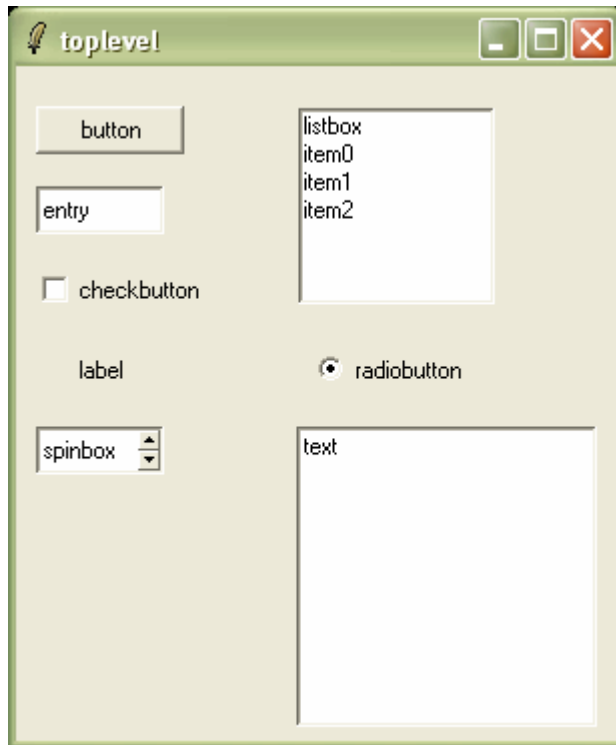 toplevel
button
entry
checkbutton
label
spinbox
listbox
item0
item1
item2
radiobutton
text